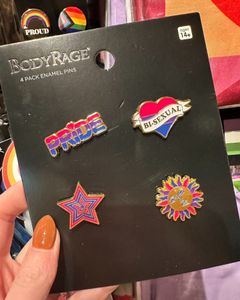 PROUD
BODYRAGE
4 PACK ENAMEL PINS
14+
PRIDE
BI-SEXUAL